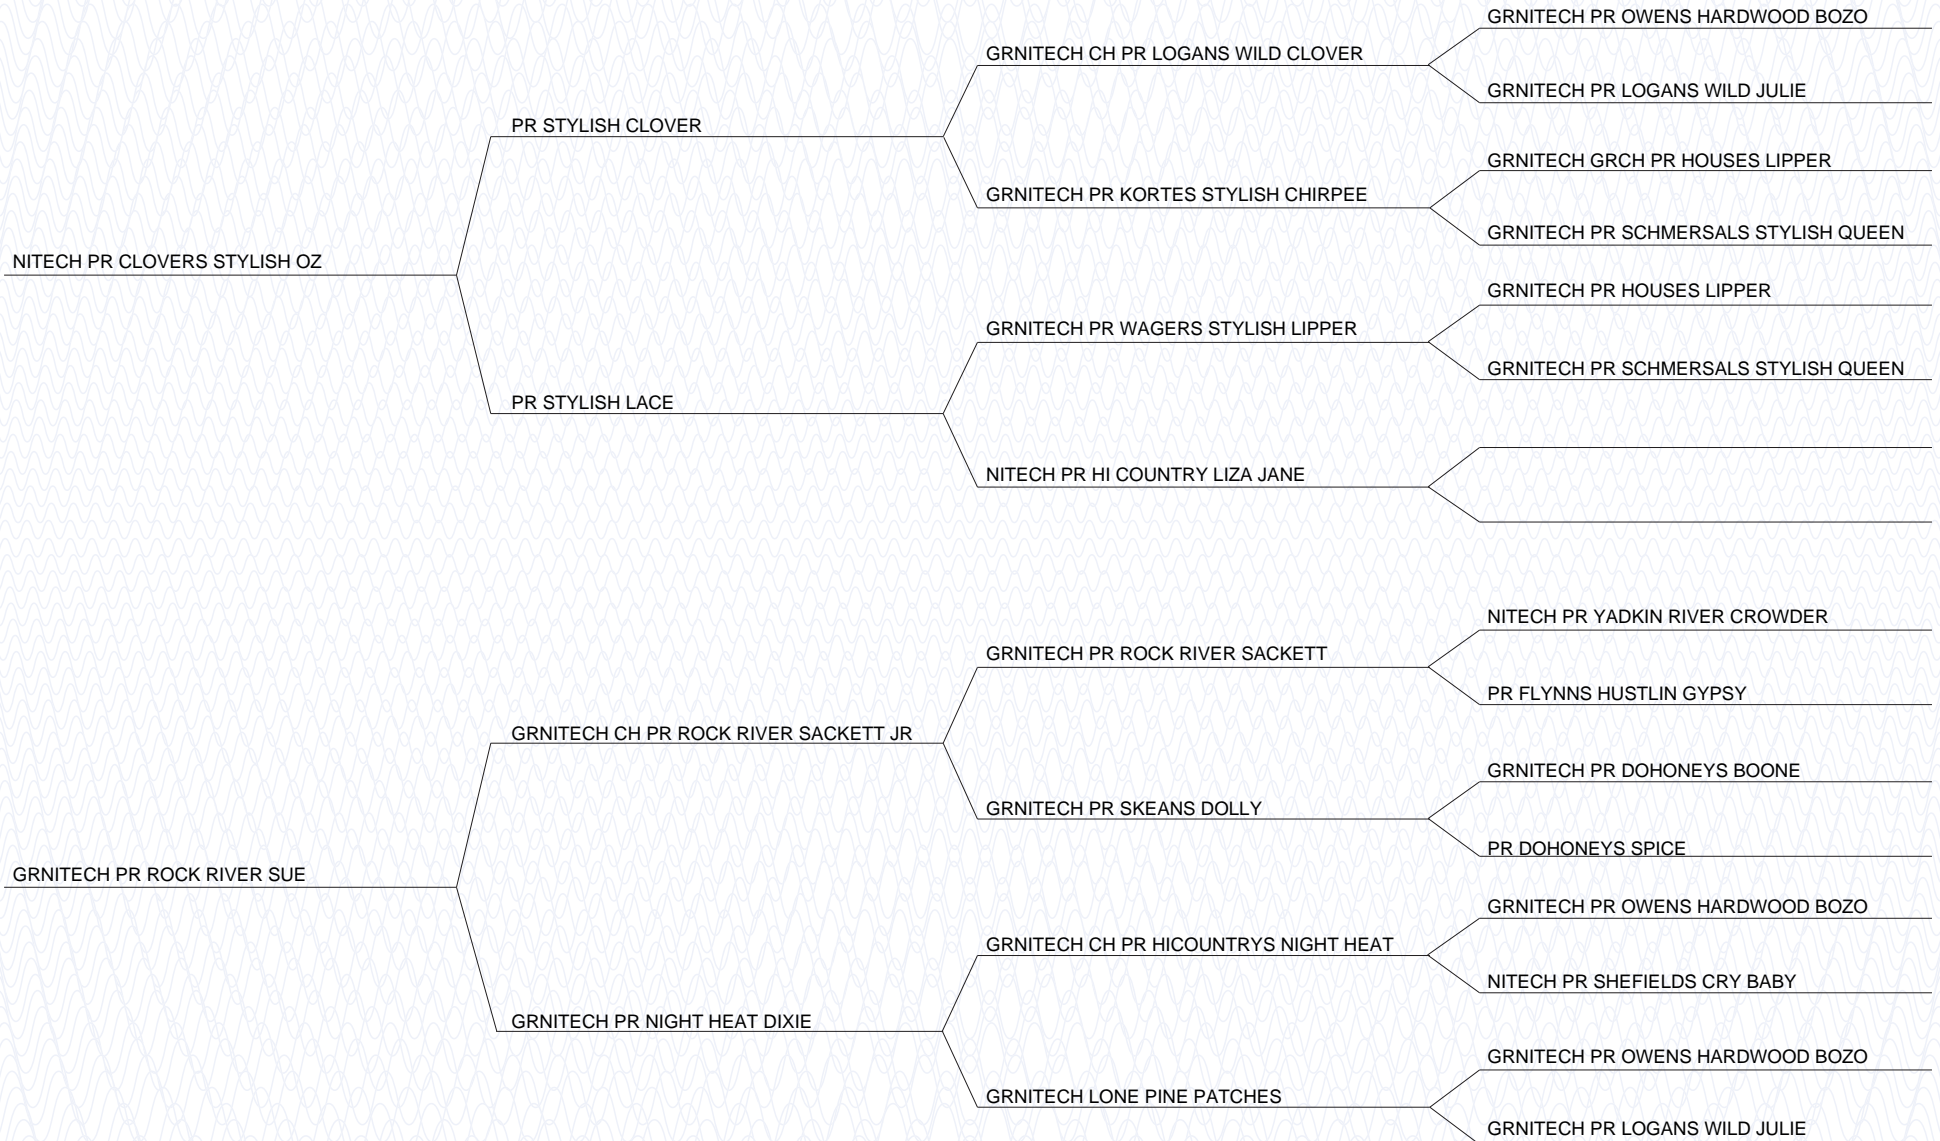 GRNITECH PR OWENS HARDWOOD BOZO
GRNITECH CH PR LOGANS WILD CLOVER
GRNITECH PR LOGANS WILD JULIE
PR STYLISH CLOVER
GRNITECH GRCH PR HOUSES LIPPER
GRNITECH PR KORTES STYLISH CHIRPEE
GRNITECH PR SCHMERSALS STYLISH QUEEN
NITECH PR CLOVERS STYLISH OZ
GRNITECH PR HOUSES LIPPER
GRNITECH PR WAGERS STYLISH LIPPER
GRNITECH PR SCHMERSALS STYLISH QUEEN
PR STYLISH LACE
NITECH PR HI COUNTRY LIZA JANE
NITECH PR YADKIN RIVER CROWDER
GRNITECH PR ROCK RIVER SACKETT
PR FLYNNS HUSTLIN GYPSY
GRNITECH CH PR ROCK RIVER SACKETT JR
GRNITECH PR DOHONEYS BOONE
GRNITECH PR SKEANS DOLLY
PR DOHONEYS SPICE
GRNITECH PR ROCK RIVER SUE
GRNITECH PR OWENS HARDWOOD BOZO
GRNITECH CH PR HICOUNTRYS NIGHT HEAT
NITECH PR SHEFIELDS CRY BABY
GRNITECH PR NIGHT HEAT DIXIE
GRNITECH PR OWENS HARDWOOD BOZO
GRNITECH LONE PINE PATCHES
GRNITECH PR LOGANS WILD JULIE